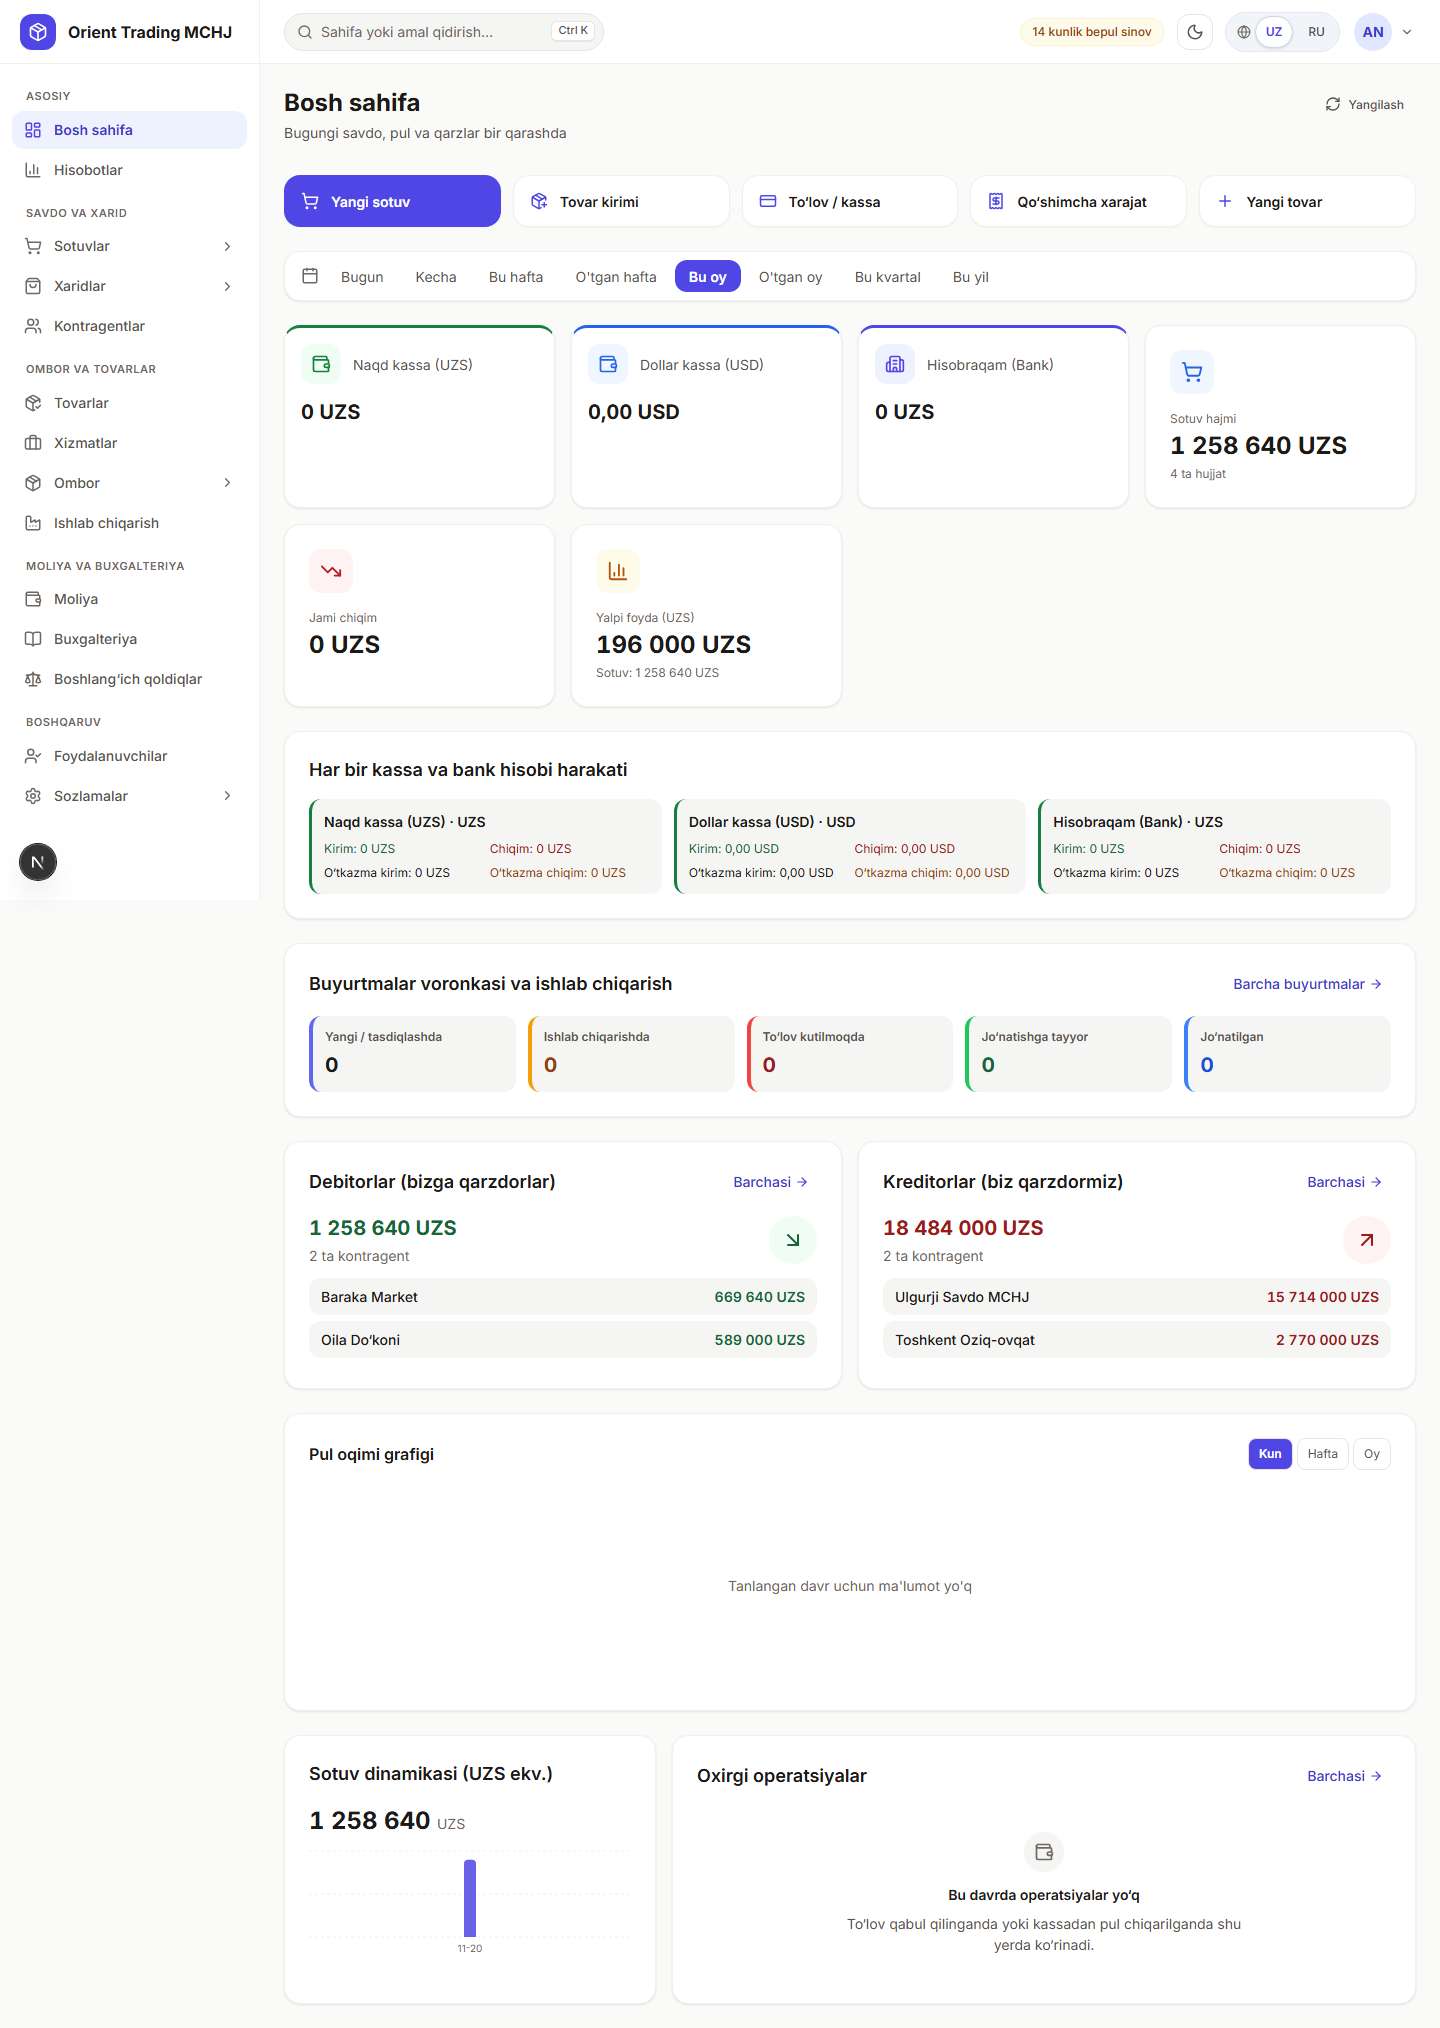 Orient Trading MCHJ
Sahifa yoki amal qidirish...
Ctrl K
14 kunlik bepul sinov
UZ
RU
AN
ASOSIY
Bosh sahifa
Hisobotlar
SAVDO VA XARID
Sotuvlar
Xaridlar
Kontragentlar
OMBOR VA TOVARLAR
Tovarlar
Xizmatlar
Ombor
Ishlab chiqarish
MOLIYA VA BUXGALTERIYA
Moliya
Buxgalteriya
Boshlang‘ich qoldiqlar
BOSHQARUV
Foydalanuvchilar
Sozlamalar
N
Bosh sahifa
Bugungi savdo, pul va qarzlar bir qarashda
Yangilash
Yangi sotuv
Tovar kirimi
To‘lov / kassa
Qo‘shimcha xarajat
Yangi tovar
Bugun
Kecha
Bu hafta
O'tgan hafta
Bu oy
O'tgan oy
Bu kvartal
Bu yil
Naqd kassa (UZS)
0 UZS
Dollar kassa (USD)
0,00 USD
Hisobraqam (Bank)
0 UZS
Sotuv hajmi
1 258 640 UZS
4 ta hujjat
Jami chiqim
0 UZS
Yalpi foyda (UZS)
196 000 UZS
Sotuv: 1 258 640 UZS
Har bir kassa va bank hisobi harakati
Naqd kassa (UZS) · UZS
Kirim: 0 UZS
Chiqim: 0 UZS
O‘tkazma kirim: 0 UZS
O‘tkazma chiqim: 0 UZS
Dollar kassa (USD) · USD
Kirim: 0,00 USD
Chiqim: 0,00 USD
O‘tkazma kirim: 0,00 USD
O‘tkazma chiqim: 0,00 USD
Hisobraqam (Bank) · UZS
Kirim: 0 UZS
Chiqim: 0 UZS
O‘tkazma kirim: 0 UZS
O‘tkazma chiqim: 0 UZS
Buyurtmalar voronkasi va ishlab chiqarish
Barcha buyurtmalar
Yangi / tasdiqlashda
0
Ishlab chiqarishda
0
To‘lov kutilmoqda
0
Jo‘natishga tayyor
0
Jo‘natilgan
0
Debitorlar (bizga qarzdorlar)
Barchasi
1 258 640 UZS
2 ta kontragent
Baraka Market
669 640 UZS
Oila Do‘koni
589 000 UZS
Kreditorlar (biz qarzdormiz)
Barchasi
18 484 000 UZS
2 ta kontragent
Ulgurji Savdo MCHJ
15 714 000 UZS
Toshkent Oziq-ovqat
2 770 000 UZS
Pul oqimi grafigi
Kun
Hafta
Oy
Tanlangan davr uchun ma'lumot yo'q
Sotuv dinamikasi (UZS ekv.)
1 258 640 UZS
11-20
Oxirgi operatsiyalar
Barchasi
Bu davrda operatsiyalar yo‘q
To‘lov qabul qilinganda yoki kassadan pul chiqarilganda shu
yerda ko‘rinadi.